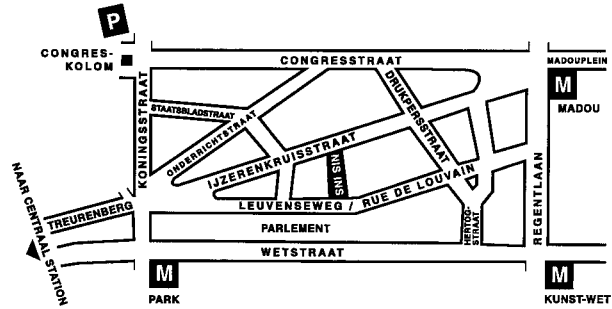 P
CONGRES-
KOLOM
CONGRESSTRAAT
MADOUPLEIN
M
MADOU
KONINGSSTRAAT
STAATSBLADSTRAAT
ONDERRICHTSTRAAT
DRUKPERSSTRAAT
IJZERENKRUISSTRAAT
NIS INS
REGENTLAAN
NAAR CENTRAAL STATION
TREURENBERG
LEUVENSEWEG / RUE DE LOUVAIN
HERTOG-
STRAAT
PARLEMENT
WETSTRAAT
M
PARK
M
KUNST-WET